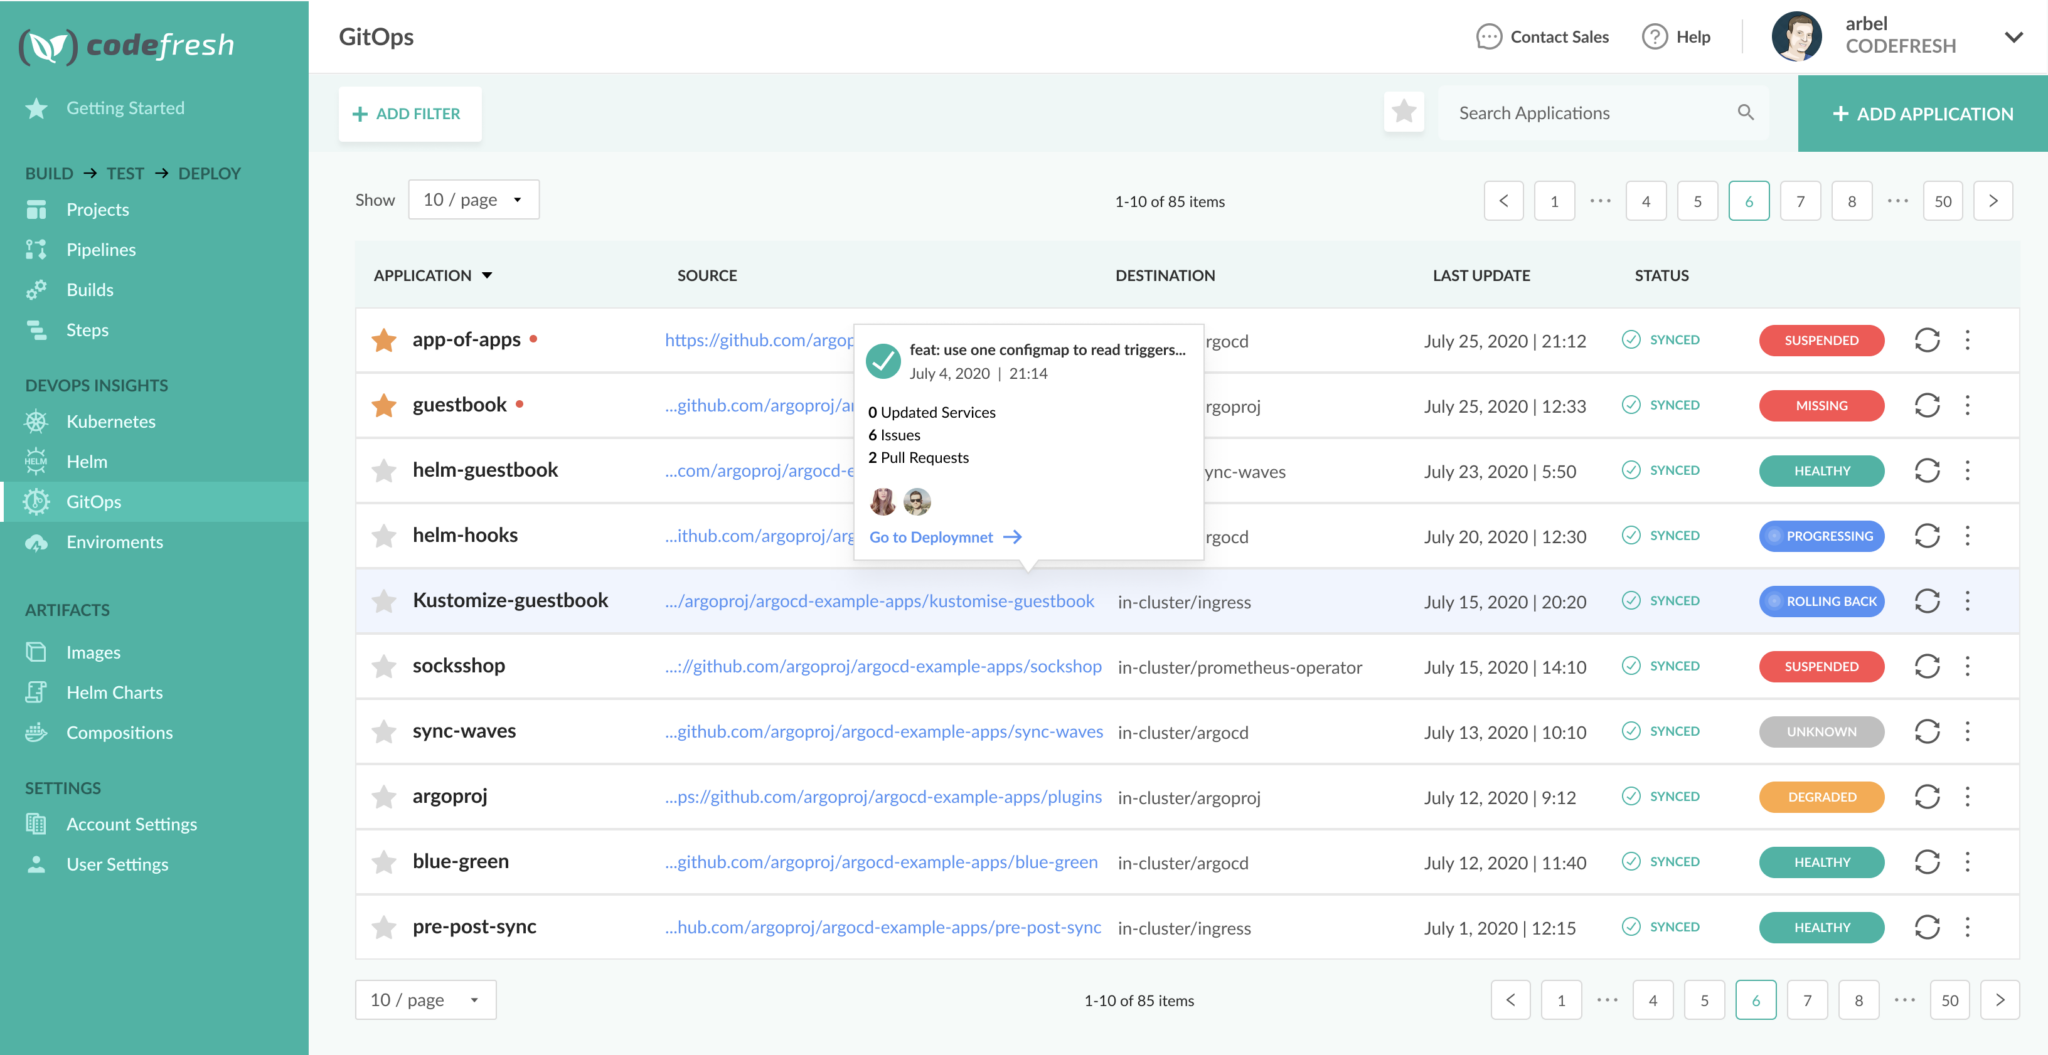 codefresh
GitOps
Contact Sales
Help
arbel
CODEFRESH
Getting Started
ADD FILTER
Search Applications
ADD APPLICATION
BUILD → TEST → DEPLOY
Projects
Pipelines
Builds
Steps
DEVOPS INSIGHTS
Kubernetes
HELM
Helm
GitOps
Enviroments
ARTIFACTS
Images
Helm Charts
Compositions
SETTINGS
Account Settings
User Settings
Show 10 / page
1-10 of 85 items
< 1 ··· 4 5 6 7 8 ··· 50 >
APPLICATION SOURCE DESTINATION LAST UPDATE STATUS
app-of-apps https://github.com/argop rgocd July 25, 2020 | 21:12 SYNCED SUSPENDED
guestbook ...github.com/argoproj/ar rgoproj July 25, 2020 | 12:33 SYNCED MISSING
helm-guestbook ...com/argoproj/argocd-e ync-waves July 23, 2020 | 5:50 SYNCED HEALTHY
helm-hooks ...ithub.com/argoproj/arg rgocd July 20, 2020 | 12:30 SYNCED PROGRESSING
feat: use one configmap to read triggers...
July 4, 2020 | 21:14
0 Updated Services
6 Issues
2 Pull Requests
Go to Deploymnet →
Kustomize-guestbook .../argoproj/argocd-example-apps/kustomise-guestbook in-cluster/ingress July 15, 2020 | 20:20 SYNCED ROLLING BACK
socksshop ...://github.com/argoproj/argocd-example-apps/sockshop in-cluster/prometheus-operator July 15, 2020 | 14:10 SYNCED SUSPENDED
sync-waves ...github.com/argoproj/argocd-example-apps/sync-waves in-cluster/argocd July 13, 2020 | 10:10 SYNCED UNKNOWN
argoproj ...ps://github.com/argoproj/argocd-example-apps/plugins in-cluster/argoproj July 12, 2020 | 9:12 SYNCED DEGRADED
blue-green ...github.com/argoproj/argocd-example-apps/blue-green in-cluster/argocd July 12, 2020 | 11:40 SYNCED HEALTHY
pre-post-sync ...hub.com/argoproj/argocd-example-apps/pre-post-sync in-cluster/ingress July 1, 2020 | 12:15 SYNCED HEALTHY
10 / page
1-10 of 85 items
< 1 ··· 4 5 6 7 8 ··· 50 >